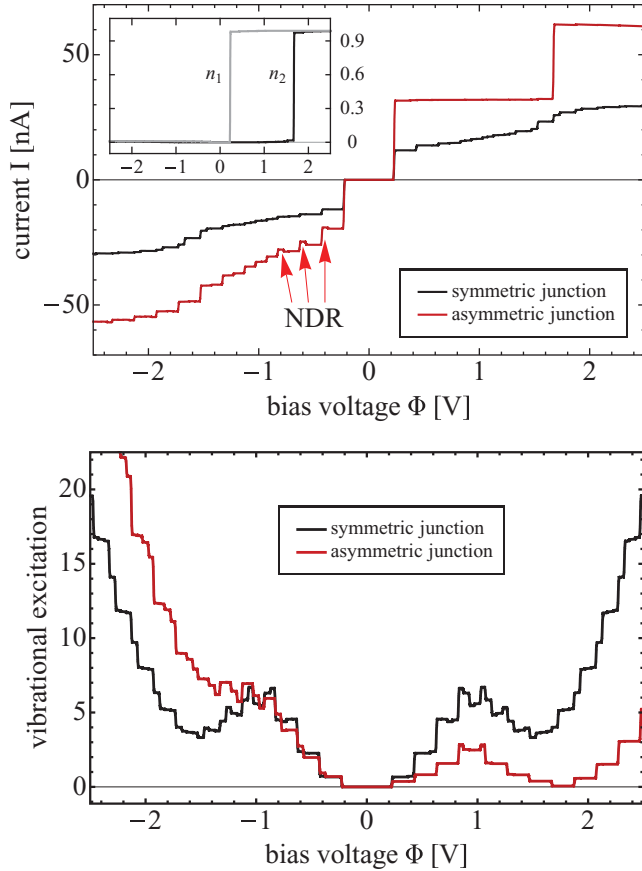 50
0
−50
current I [nA]
n1
n2
0.9
0.6
0.3
0
−2
−1
0
1
2
NDR
symmetric junction
asymmetric junction
−2
−1
0
1
2
bias voltage Φ [V]
20
15
10
5
0
vibrational excitation
symmetric junction
asymmetric junction
−2
−1
0
1
2
bias voltage Φ [V]